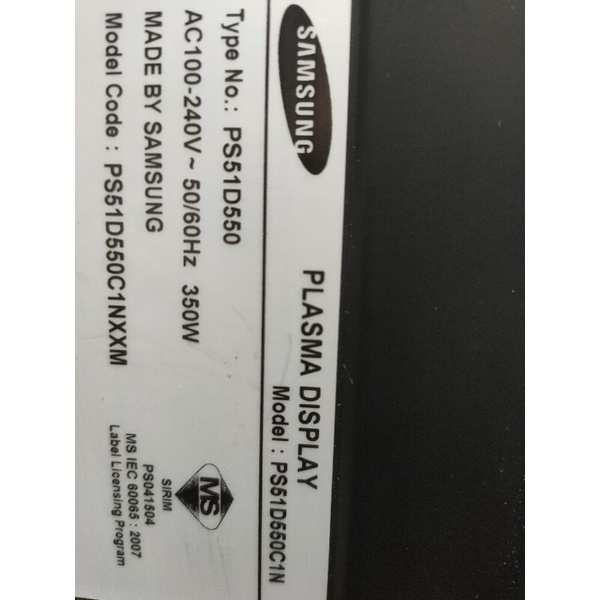 SAMSUNG
PLASMA DISPLAY
Model : PS51D550C1N
Type No.: PS51D550
AC100-240V~ 50/60Hz 350W
MADE BY SAMSUNG
Model Code : PS51D550C1NXXM
MS
SIRIM
PS041504
MS IEC 60065 : 2007
Label Licensing Program